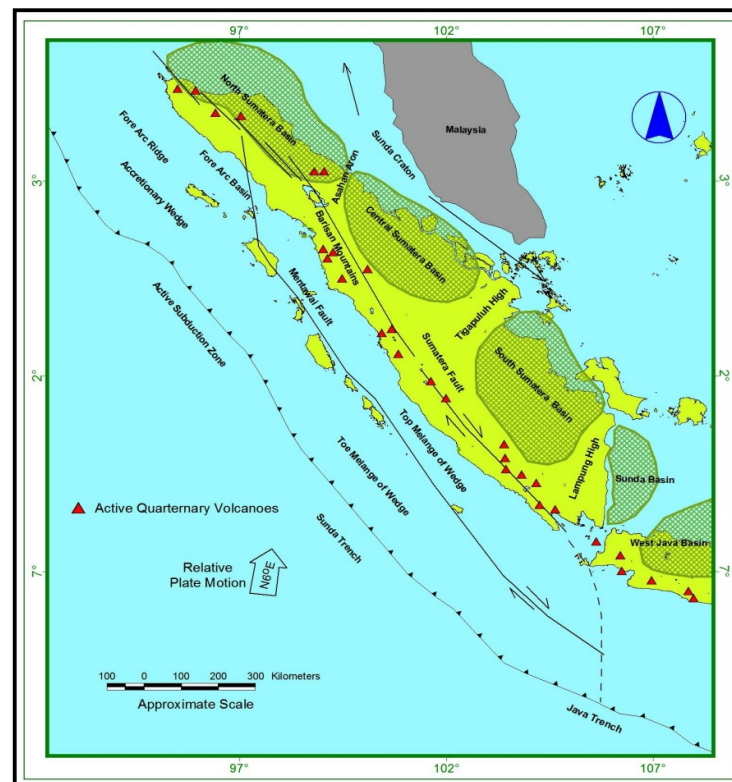 97°
102°
107°
North Sumatera Basin
Malaysia
Sunda Craton
Fore Arc Ridge
Fore Arc Basin
Asahan Aron
3°
3°
Accretionary Wedge
Central Sumatera Basin
Barisan Mountains
Mentawai Fault
Tigapuluh High
Active Subduction Zone
Sumatera Fault
South Sumatera Basin
2°
2°
Top Melange of Wedge
Lampung High
Toe Melange of Wedge
Sunda Basin
Active Quarternary Volcanoes
Sunda Trench
West Java Basin
7°
7°
Relative
Plate Motion
N6°E
100 0 100 200 300 Kilometers
Approximate Scale
Java Trench
97°
102°
107°